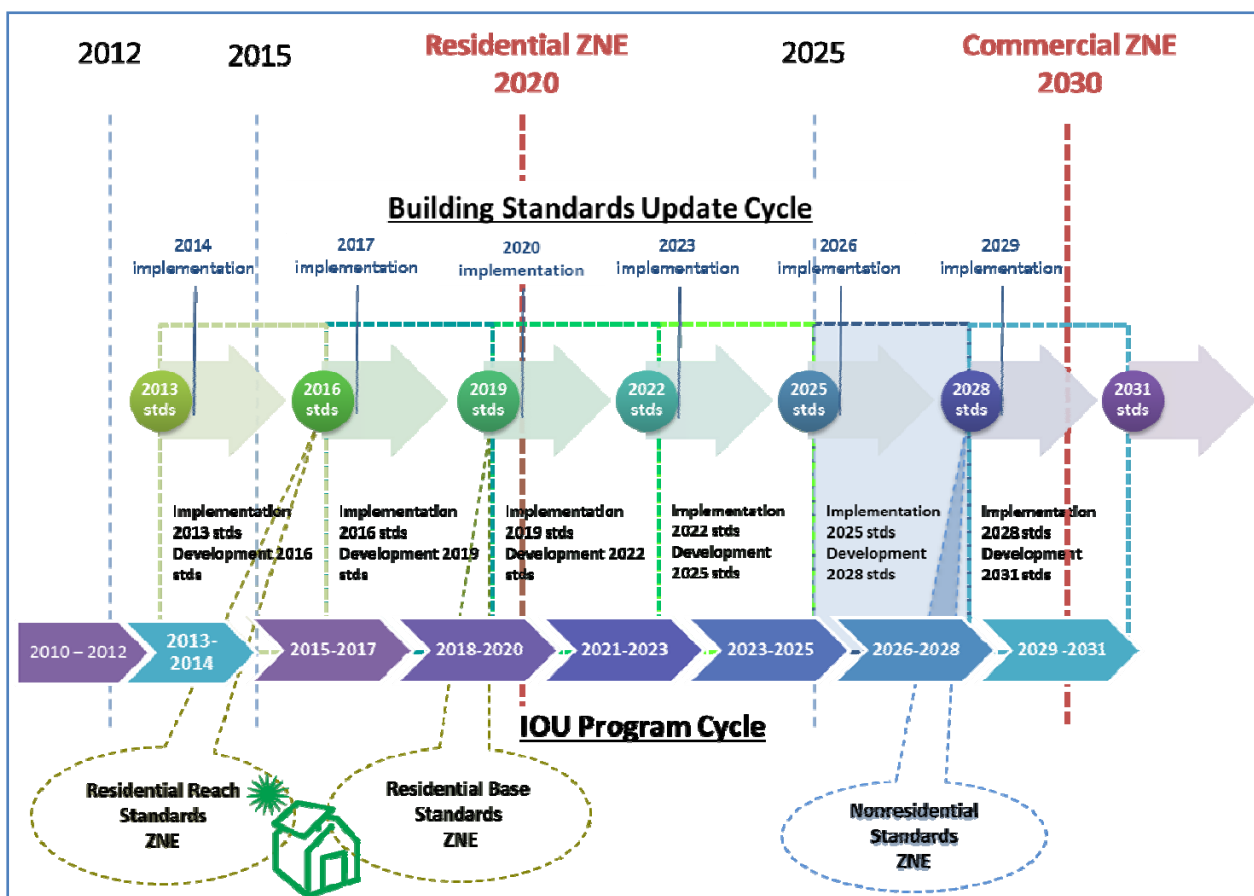 2012
2015
Residential ZNE
2020
2025
Commercial ZNE
2030
Building Standards Update Cycle
2014
implementation
2017
implementation
2020
implementation
2023
implementation
2026
implementation
2029
implementation
2013
stds
2016
stds
2019
stds
2022
stds
2025
stds
2028
stds
2031
stds
Implementation
2013 stds
Development 2016
stds
Implementation
2016 stds
Development 2019
stds
Implementation
2019 stds
Development 2022
stds
Implementation
2022 stds
Development
2025 stds
Implementation
2025 stds
Development
2028 stds
Implementation
2028 stds
Development
2031 stds
2010 – 2012
2013-
2014
2015-2017
2018-2020
2021-2023
2023-2025
2026-2028
2029 -2031
IOU Program Cycle
Residential Reach
Standards
ZNE
Residential Base
Standards
ZNE
Nonresidential
Standards
ZNE